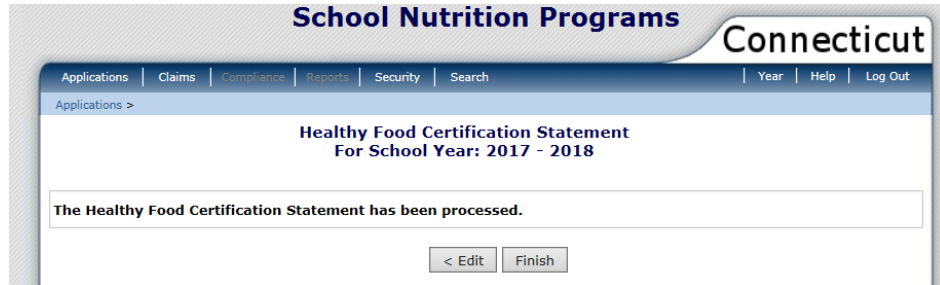 School Nutrition Programs
Connecticut
Applications | Claims | Compliance | Reports | Security | Search | Year | Help | Log Out
Applications >
Healthy Food Certification Statement
For School Year: 2017 - 2018
The Healthy Food Certification Statement has been processed.
< Edit Finish